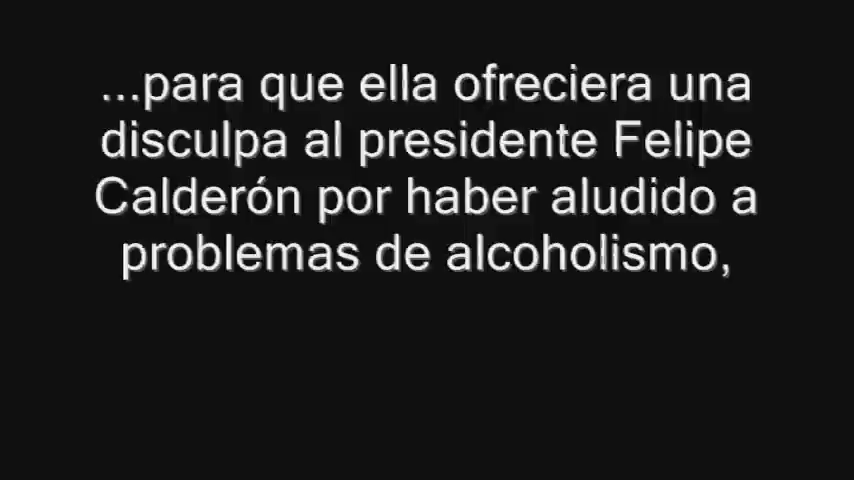 ...para que ella ofreciera una
disculpa al presidente Felipe
Calderón por haber aludido a
problemas de alcoholismo,